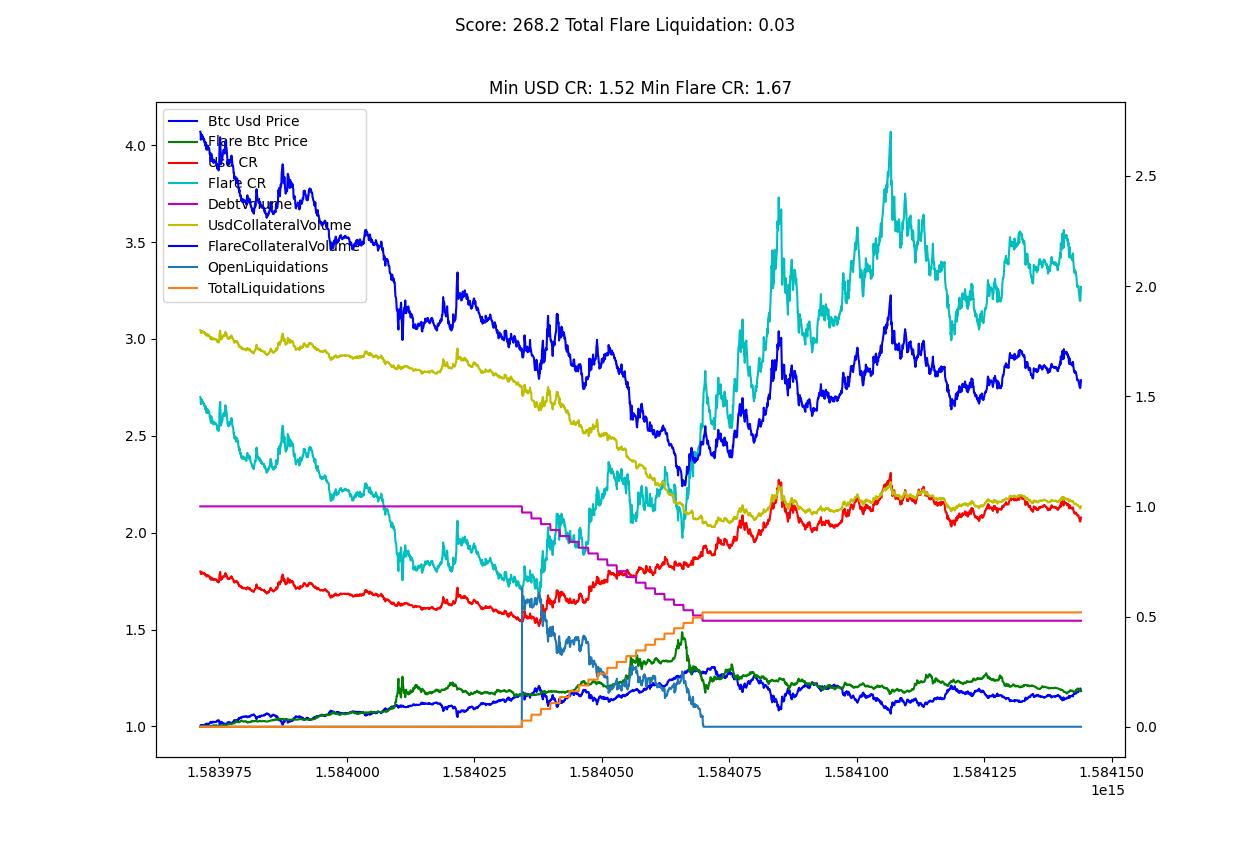 Score: 268.2 Total Flare Liquidation: 0.03
Min USD CR: 1.52 Min Flare CR: 1.67
Btc Usd Price
Flare Btc Price
Usd CR
Flare CR
DebtVolume
UsdCollateralVolume
FlareCollateralVolume
OpenLiquidations
TotalLiquidations
4.0
3.5
3.0
2.5
2.0
1.5
1.0
2.5
2.0
1.5
1.0
0.5
0.0
1.583975 1.584000 1.584025 1.584050 1.584075 1.584100 1.584125 1.584150
1e15